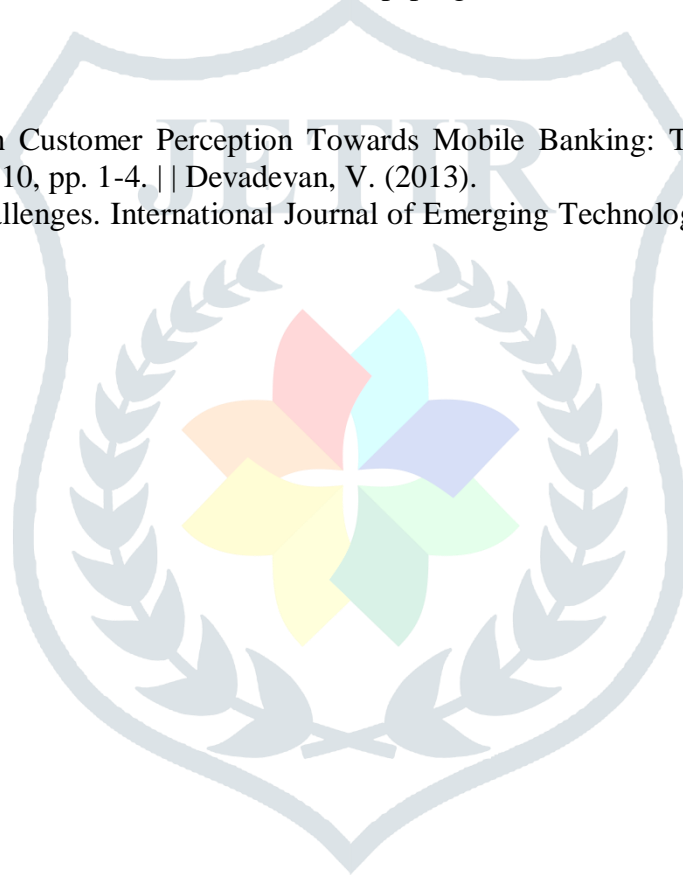 JETIR
n Customer Perception Towards Mobile Banking: T
10, pp. 1-4. | | Devadevan, V. (2013).
allenges. International Journal of Emerging Technolog